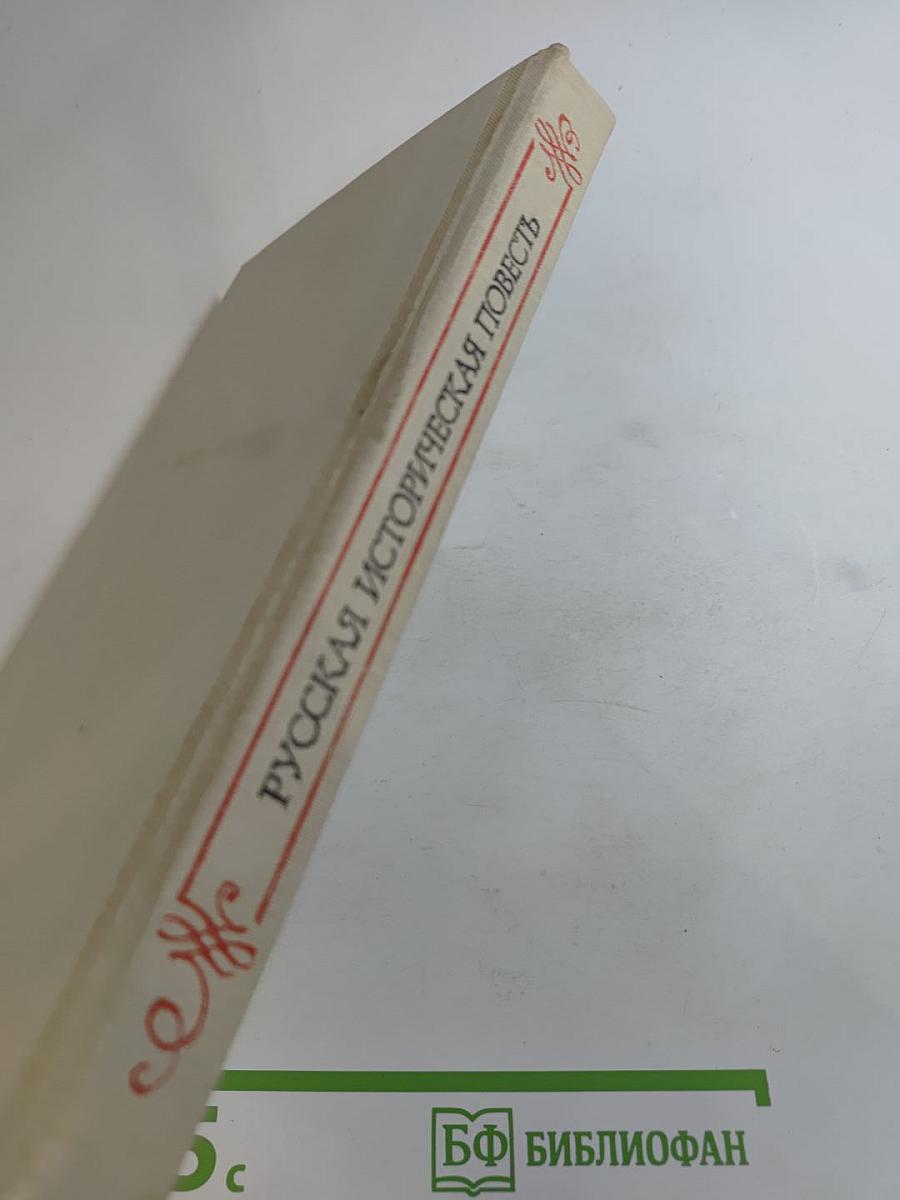 РУССКАЯ ИСТОРИЧЕСКАЯ ПОВЕСТЬ
БФ БИБЛИОФАН